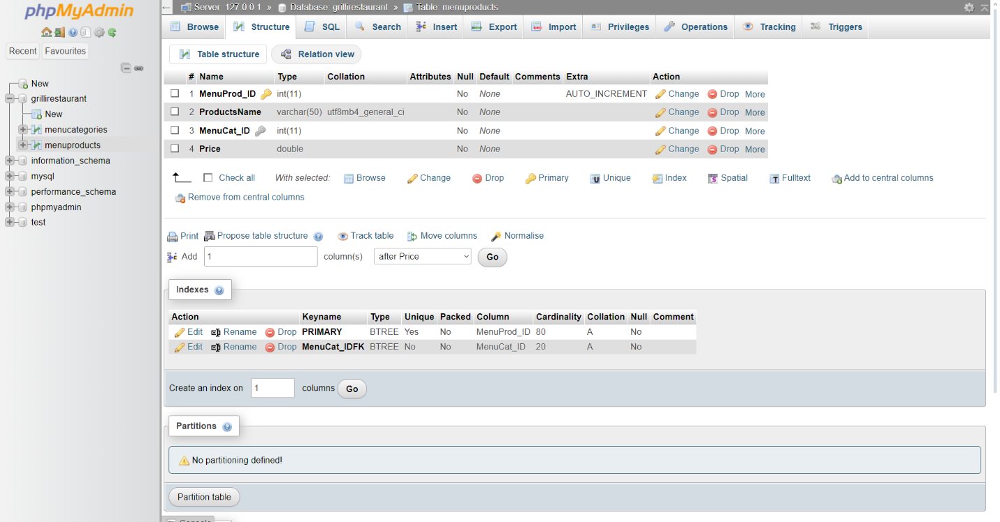 phpMyAdmin
Recent Favourites
New
grillirestaurant
New
menucategories
menuproducts
information_schema
mysql
performance_schema
phpmyadmin
test
Server: 127.0.0.1 » Database: grillirestaurant » Table: menuproducts
Browse Structure SQL Search Insert Export Import Privileges Operations Tracking Triggers
Table structure Relation view
# Name Type Collation Attributes Null Default Comments Extra Action
1 MenuProd_ID int(11) No None AUTO_INCREMENT Change Drop More
2 ProductsName varchar(50) utf8mb4_general_ci No None Change Drop More
3 MenuCat_ID int(11) No None Change Drop More
4 Price double No None Change Drop More
Check all With selected: Browse Change Drop Primary Unique Index Spatial Fulltext Add to central columns
Remove from central columns
Print Propose table structure Track table Move columns Normalise
Add 1 column(s) after Price Go
Indexes
Action Keyname Type Unique Packed Column Cardinality Collation Null Comment
Edit Rename Drop PRIMARY BTREE Yes No MenuProd_ID 80 A No
Edit Rename Drop MenuCat_IDFK BTREE No No MenuCat_ID 20 A No
Create an index on 1 columns Go
Partitions
No partitioning defined!
Partition table
Console